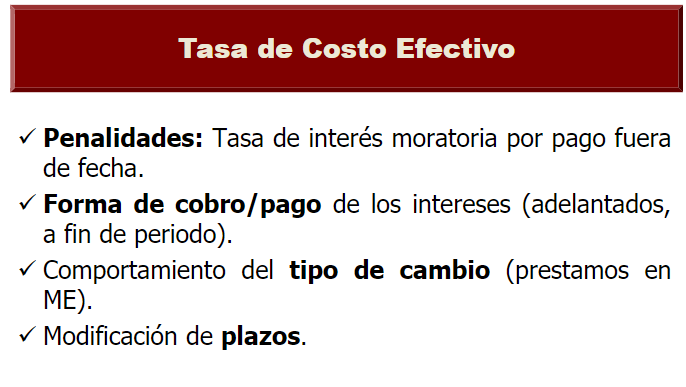 Tasa de Costo Efectivo
✓ Penalidades: Tasa de interés moratoria por pago fuera
de fecha.
✓ Forma de cobro/pago de los intereses (adelantados,
a fin de periodo).
✓ Comportamiento del tipo de cambio (prestamos en
ME).
✓ Modificación de plazos.